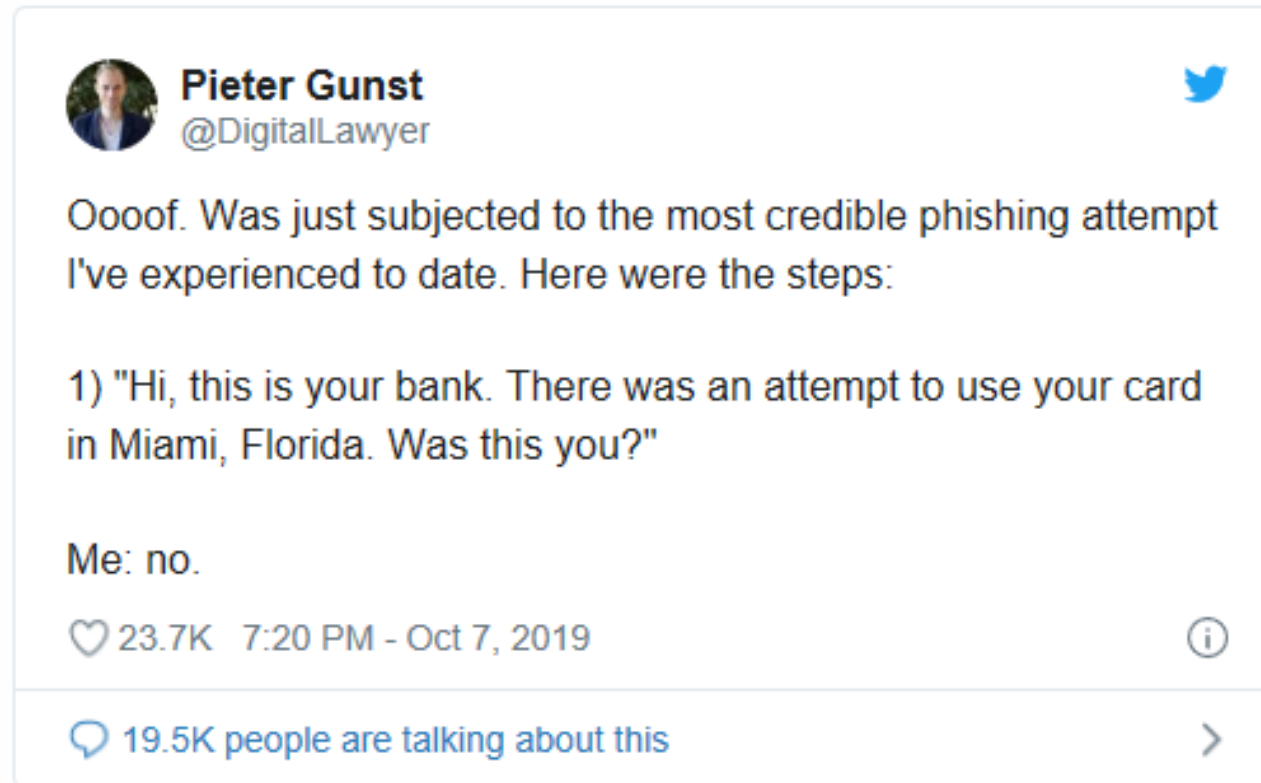 Pieter Gunst
@DigitalLawyer
Oooof. Was just subjected to the most credible phishing attempt
I've experienced to date. Here were the steps:
1) "Hi, this is your bank. There was an attempt to use your card
in Miami, Florida. Was this you?"
Me: no.
23.7K 7:20 PM - Oct 7, 2019
19.5K people are talking about this